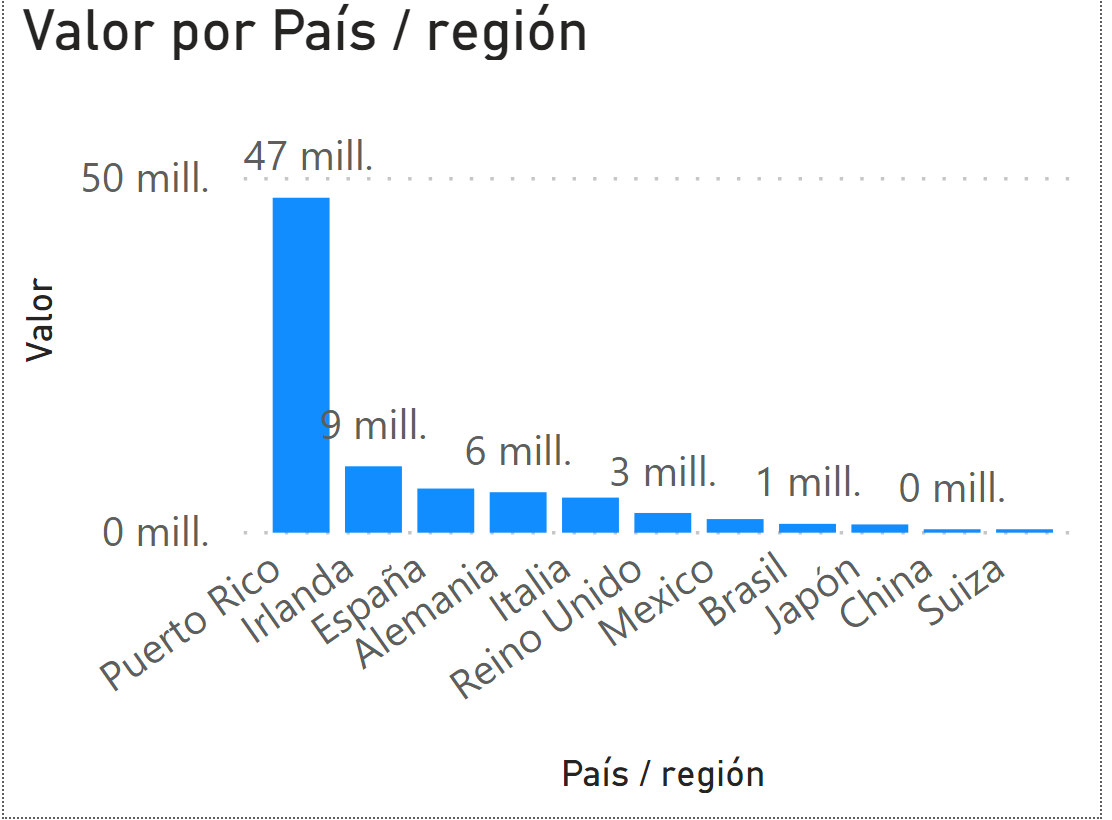 Valor por País / región
47 mill.
50 mill.
Valor
9 mill.
6 mill.
3 mill.
1 mill.
0 mill.
0 mill.
Puerto Rico
Irlanda
España
Alemania
Italia
Reino Unido
Mexico
Brasil
Japón
China
Suiza
País / región